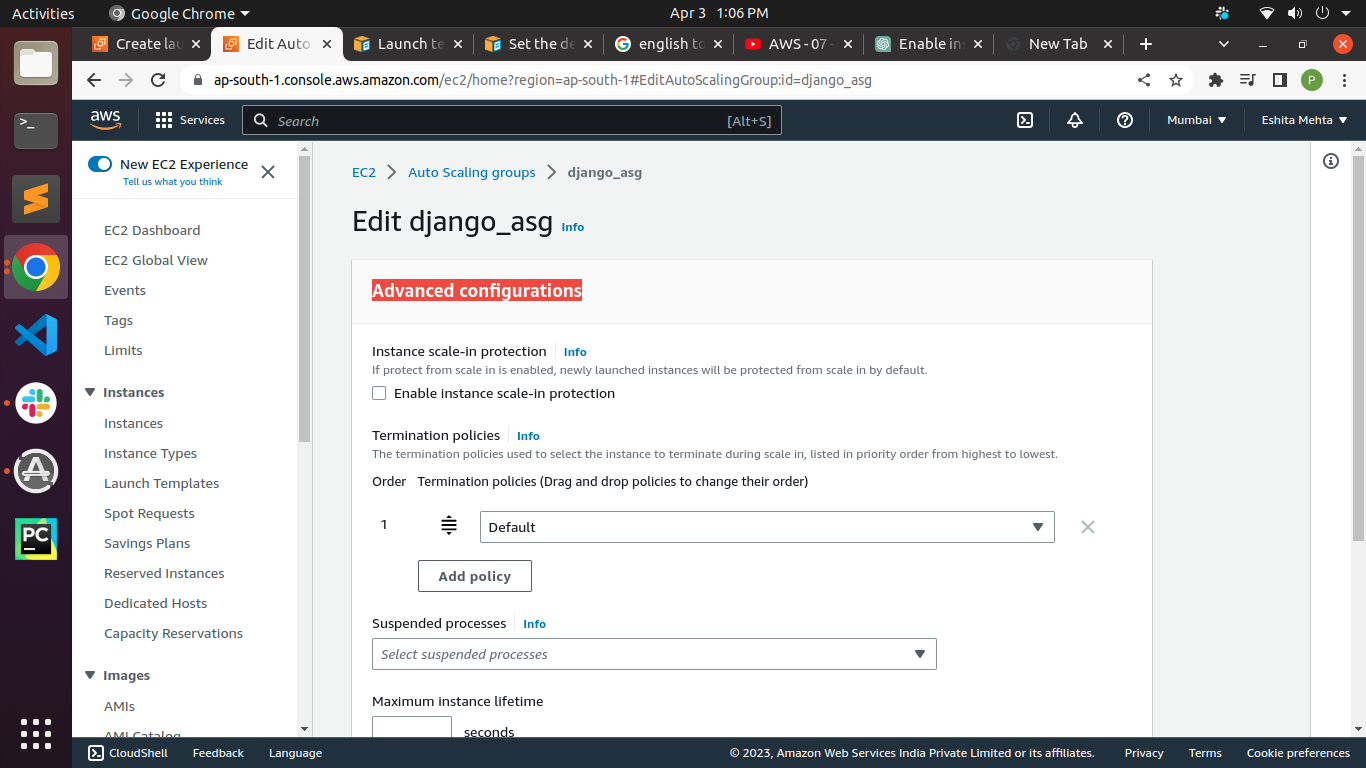 Activities Google Chrome Apr 3 1:06 PM
Create lau Edit Auto Launch te Set the de english to AWS - 07 - Enable ins New Tab
ap-south-1.console.aws.amazon.com/ec2/home?region=ap-south-1#EditAutoScalingGroup:id=django_asg P
aws Services Search [Alt+S] Mumbai Eshita Mehta
New EC2 Experience
Tell us what you think
EC2 Dashboard
EC2 Global View
Events
Tags
Limits
Instances
Instances
Instance Types
Launch Templates
Spot Requests
Savings Plans
Reserved Instances
Dedicated Hosts
Capacity Reservations
Images
AMIs
AMI Catalog
EC2 Auto Scaling groups django_asg
Edit django_asg Info
Advanced configurations
Instance scale-in protection Info
If protect from scale in is enabled, newly launched instances will be protected from scale in by default.
Enable instance scale-in protection
Termination policies Info
The termination policies used to select the instance to terminate during scale in, listed in priority order from highest to lowest.
Order Termination policies (Drag and drop policies to change their order)
1 Default
Add policy
Suspended processes Info
Select suspended processes
Maximum instance lifetime
seconds
PC
CloudShell Feedback Language © 2023, Amazon Web Services India Private Limited or its affiliates. Privacy Terms Cookie preferences